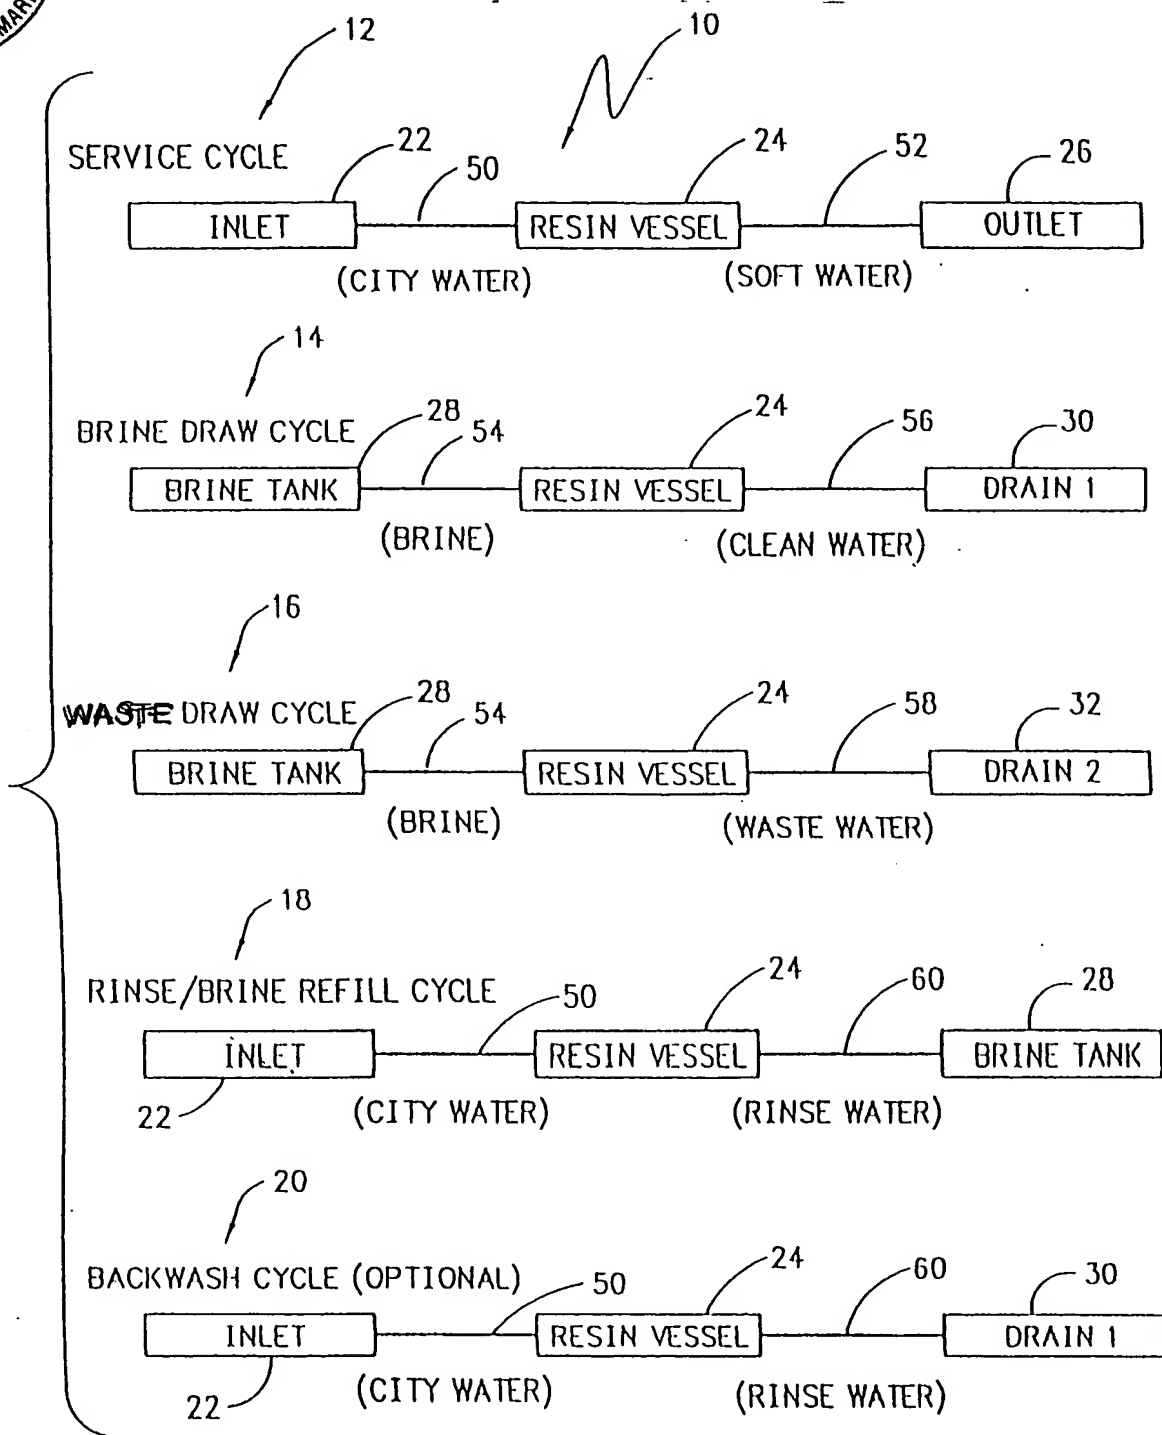 MARK
12
10
SERVICE CYCLE
22
50
24
52
26
INLET
RESIN VESSEL
OUTLET
(CITY WATER)
(SOFT WATER)
14
BRINE DRAW CYCLE
28
54
24
56
30
BRINE TANK
RESIN VESSEL
DRAIN 1
(BRINE)
(CLEAN WATER)
16
WASTE DRAW CYCLE
28
54
24
58
32
BRINE TANK
RESIN VESSEL
DRAIN 2
(BRINE)
(WASTE WATER)
18
RINSE/BRINE REFILL CYCLE
50
24
60
28
INLET
RESIN VESSEL
BRINE TANK
22
(CITY WATER)
(RINSE WATER)
20
BACKWASH CYCLE (OPTIONAL)
50
24
60
30
INLET
RESIN VESSEL
DRAIN 1
22
(CITY WATER)
(RINSE WATER)